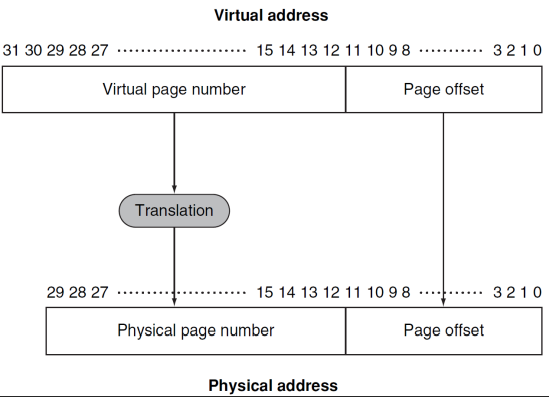 Virtual address
31 30 29 28 27 ........................ 15 14 13 12 11 10 9 8 ........... 3 2 1 0
Virtual page number Page offset
Translation
29 28 27 ........................ 15 14 13 12 11 10 9 8 ........... 3 2 1 0
Physical page number Page offset
Physical address